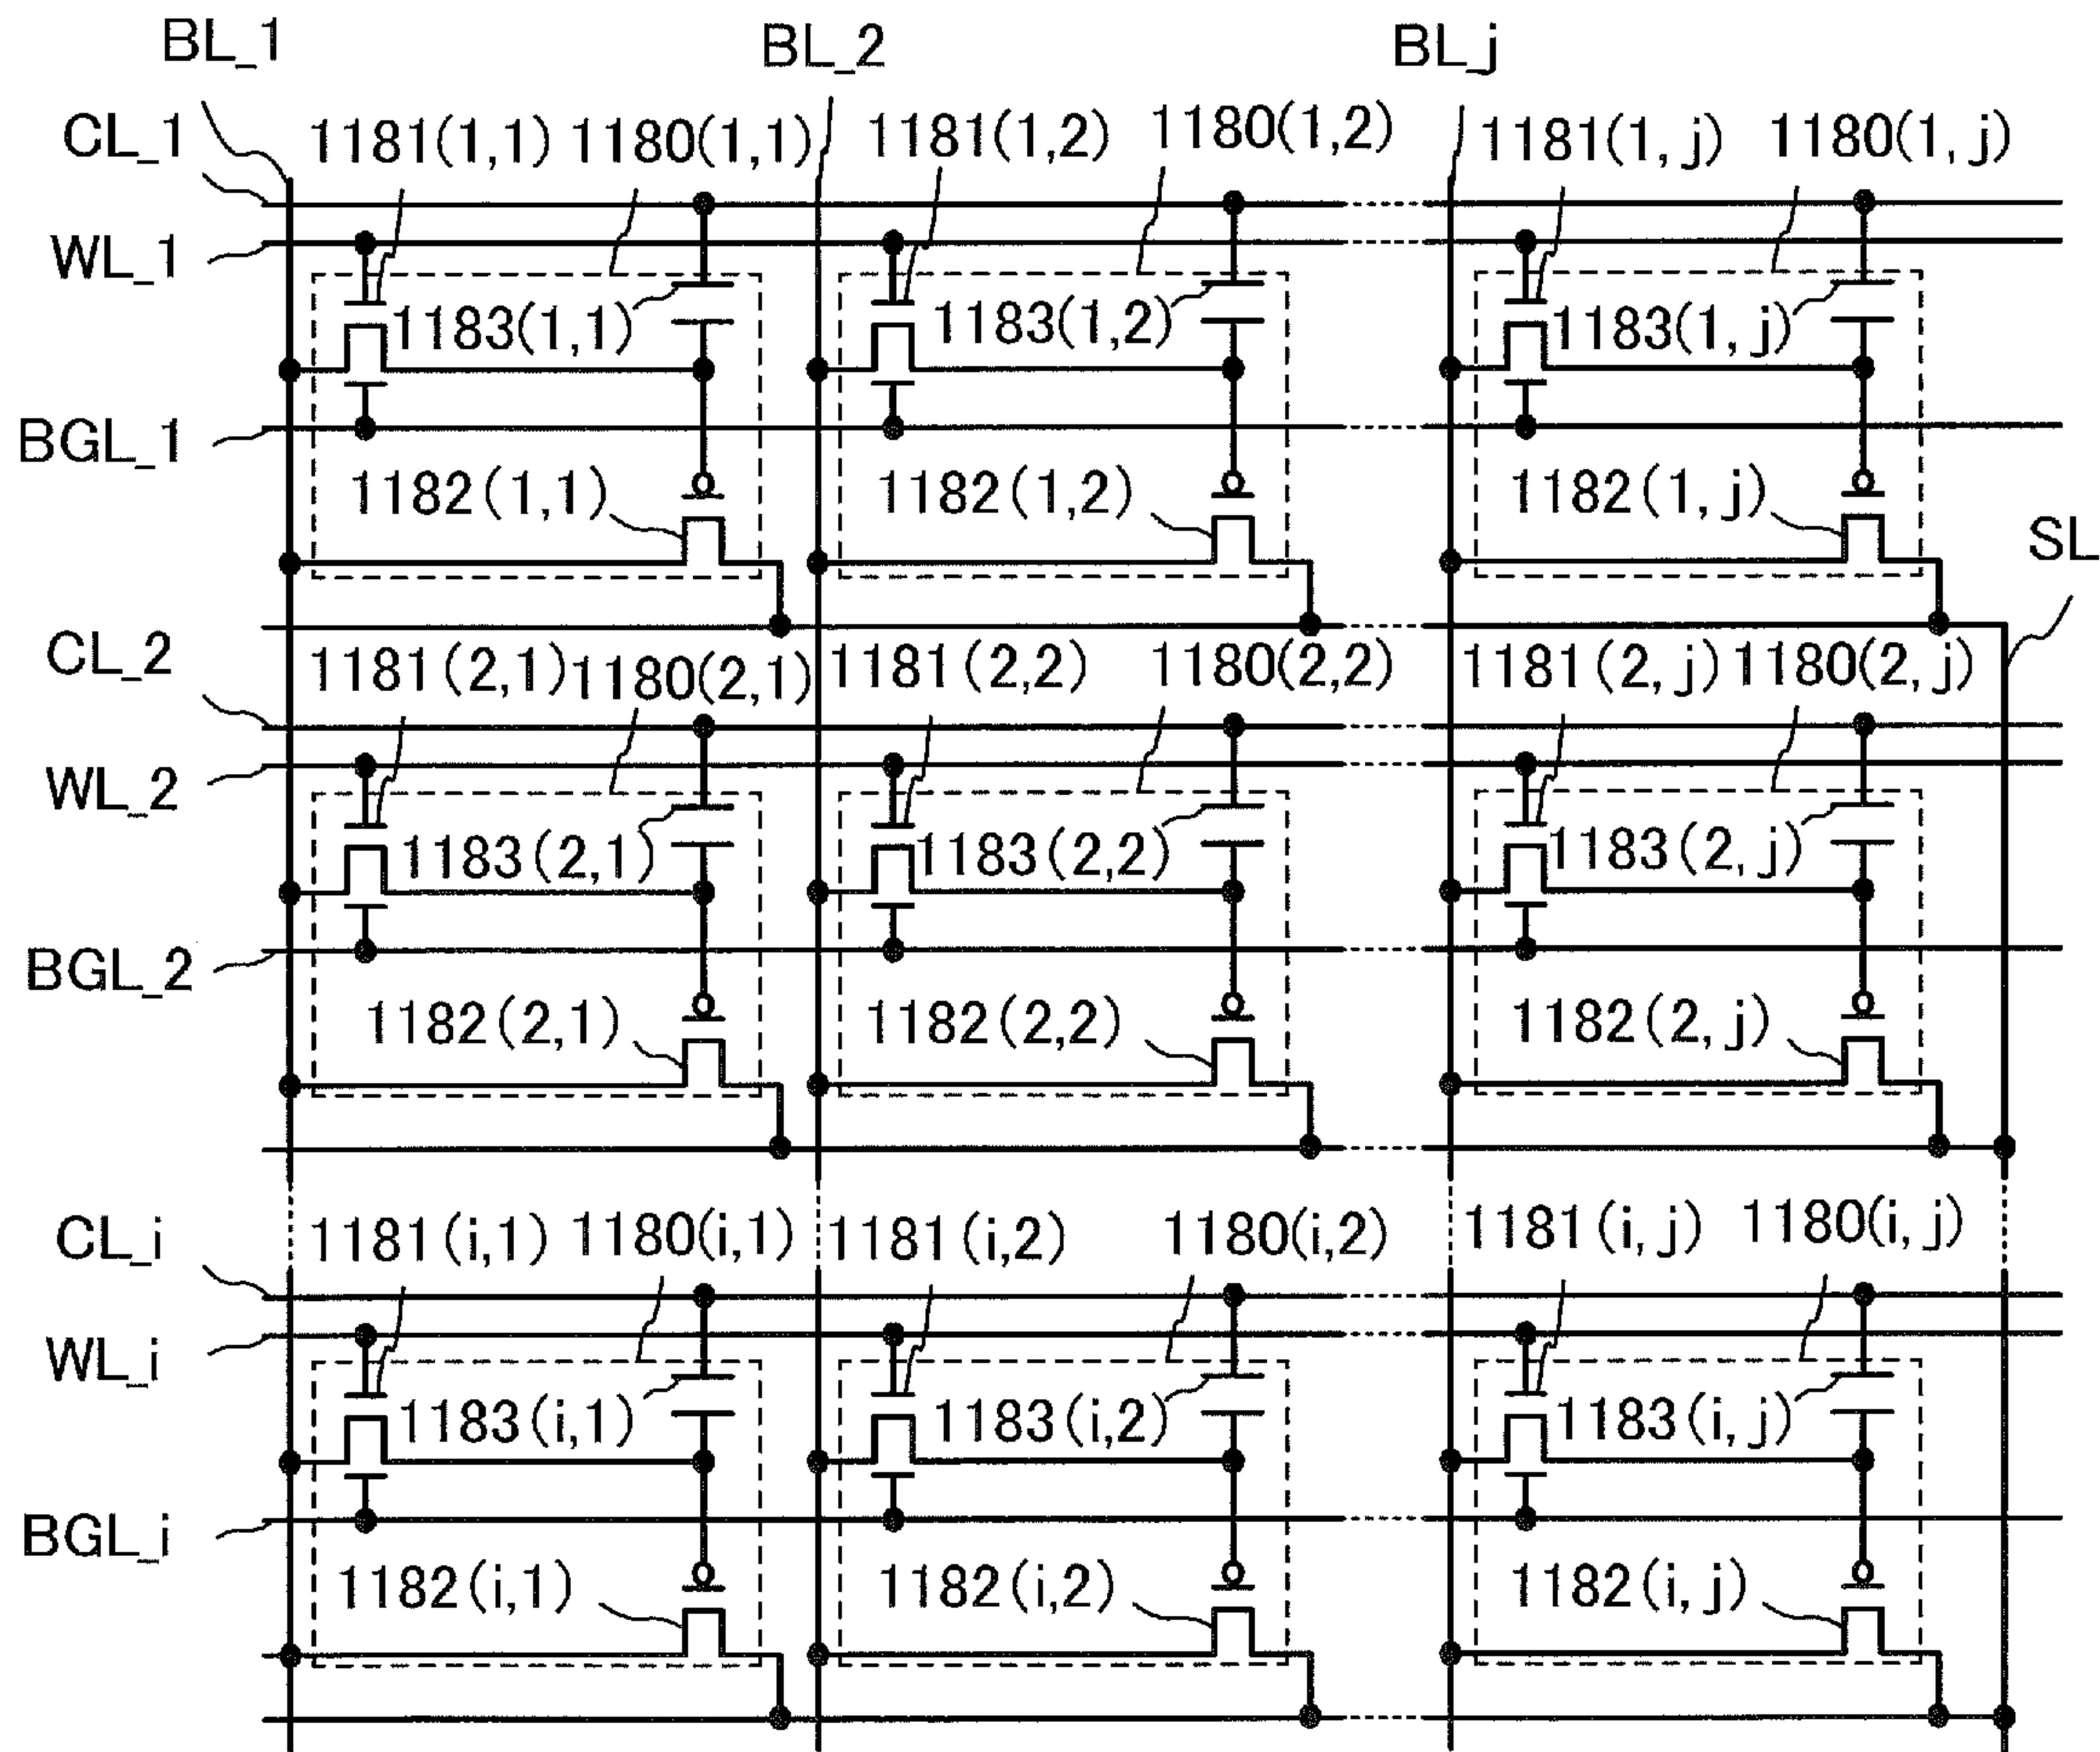 BL_1
BL_2
BL_j
CL_1
1181(1,1)
1180(1,1)
1181(1,2)
1180(1,2)
1181(1,j)
1180(1,j)
WL_1
1183(1,1)
1183(1,2)
1183(1,j)
BGL_1
1182(1,1)
1182(1,2)
1182(1,j)
SL
CL_2
1181(2,1)
1180(2,1)
1181(2,2)
1180(2,2)
1181(2,j)
1180(2,j)
WL_2
1183(2,1)
1183(2,2)
1183(2,j)
BGL_2
1182(2,1)
1182(2,2)
1182(2,j)
CL_i
1181(i,1)
1180(i,1)
1181(i,2)
1180(i,2)
1181(i,j)
1180(i,j)
WL_i
1183(i,1)
1183(i,2)
1183(i,j)
BGL_i
1182(i,1)
1182(i,2)
1182(i,j)